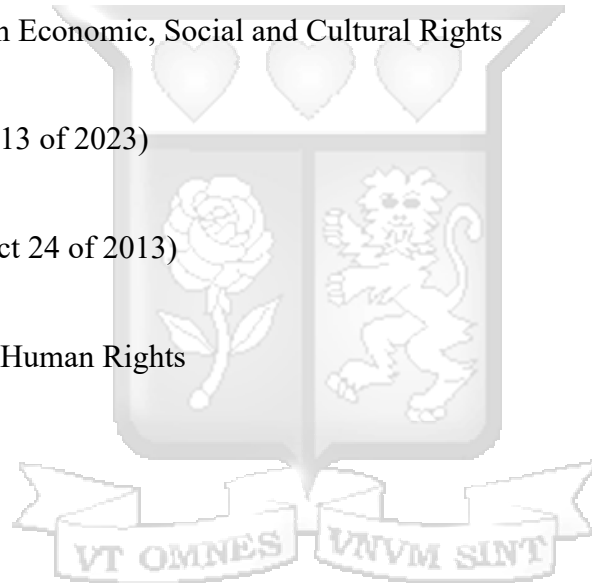 n Economic, Social and Cultural Rights
13 of 2023)
ct 24 of 2013)
Human Rights
VT OMNES VNVM SINT